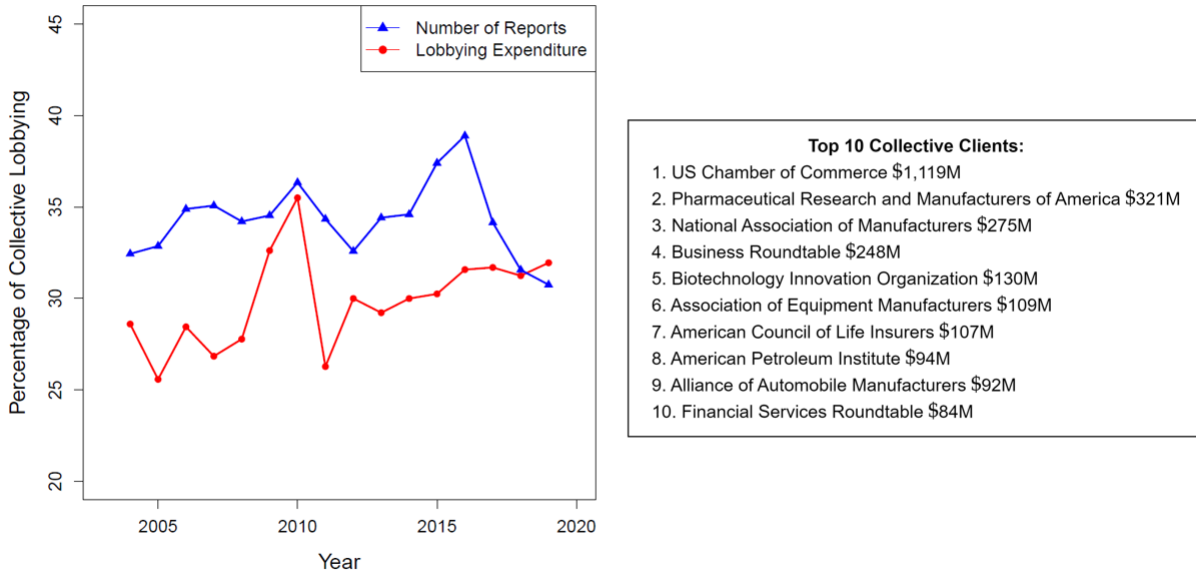 Number of Reports
Lobbying Expenditure
Percentage of Collective Lobbying
45
40
35
30
25
20
2005
2010
2015
2020
Year
Top 10 Collective Clients:
1. US Chamber of Commerce $1,119M
2. Pharmaceutical Research and Manufacturers of America $321M
3. National Association of Manufacturers $275M
4. Business Roundtable $248M
5. Biotechnology Innovation Organization $130M
6. Association of Equipment Manufacturers $109M
7. American Council of Life Insurers $107M
8. American Petroleum Institute $94M
9. Alliance of Automobile Manufacturers $92M
10. Financial Services Roundtable $84M